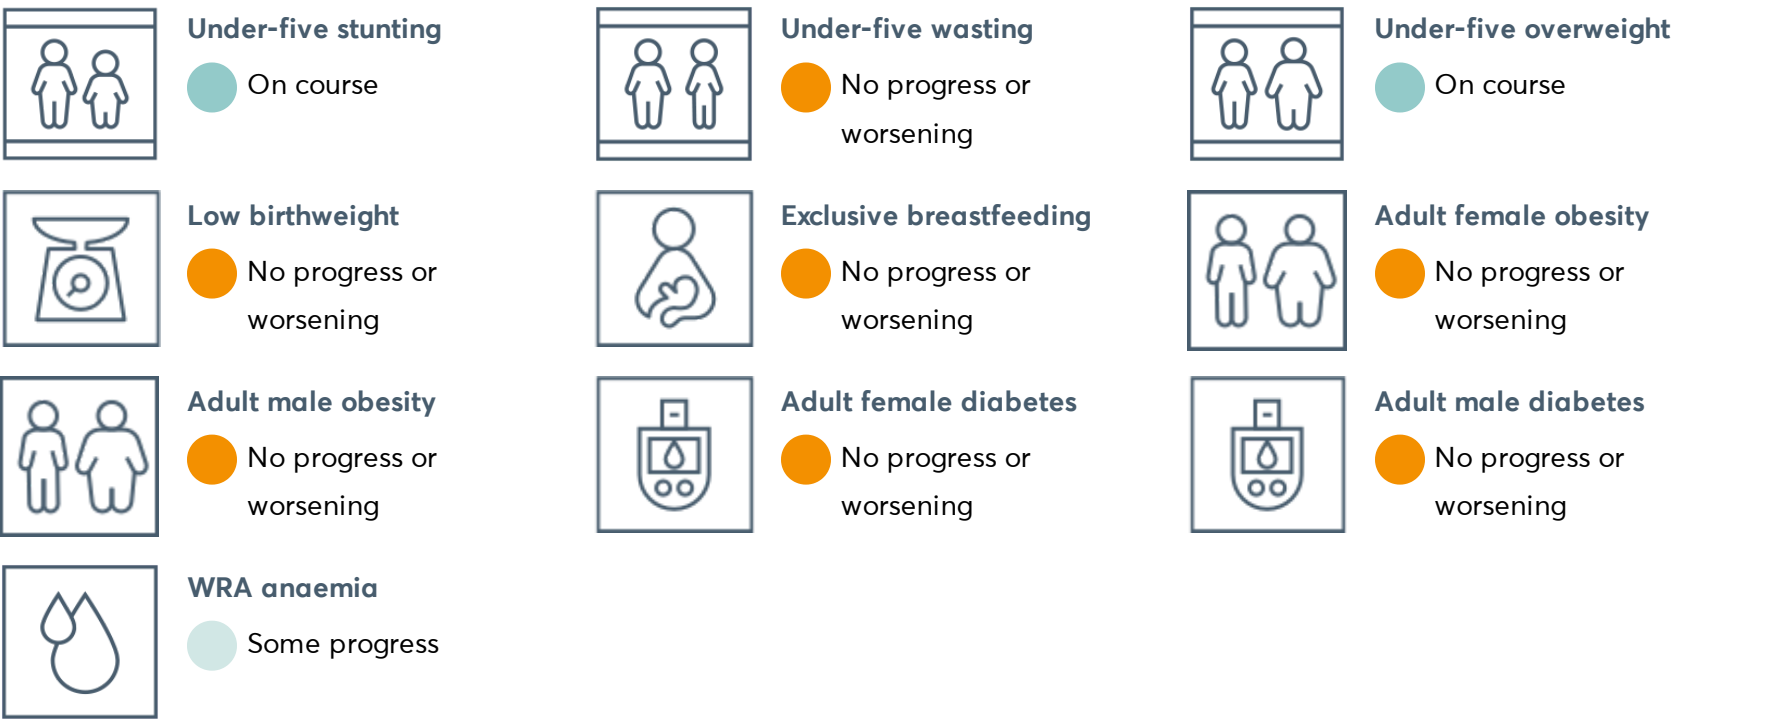 Under-five stunting
On course
Under-five wasting
No progress or
worsening
Under-five overweight
On course
Low birthweight
No progress or
worsening
Exclusive breastfeeding
No progress or
worsening
Adult female obesity
No progress or
worsening
Adult male obesity
No progress or
worsening
Adult female diabetes
No progress or
worsening
Adult male diabetes
No progress or
worsening
WRA anaemia
Some progress